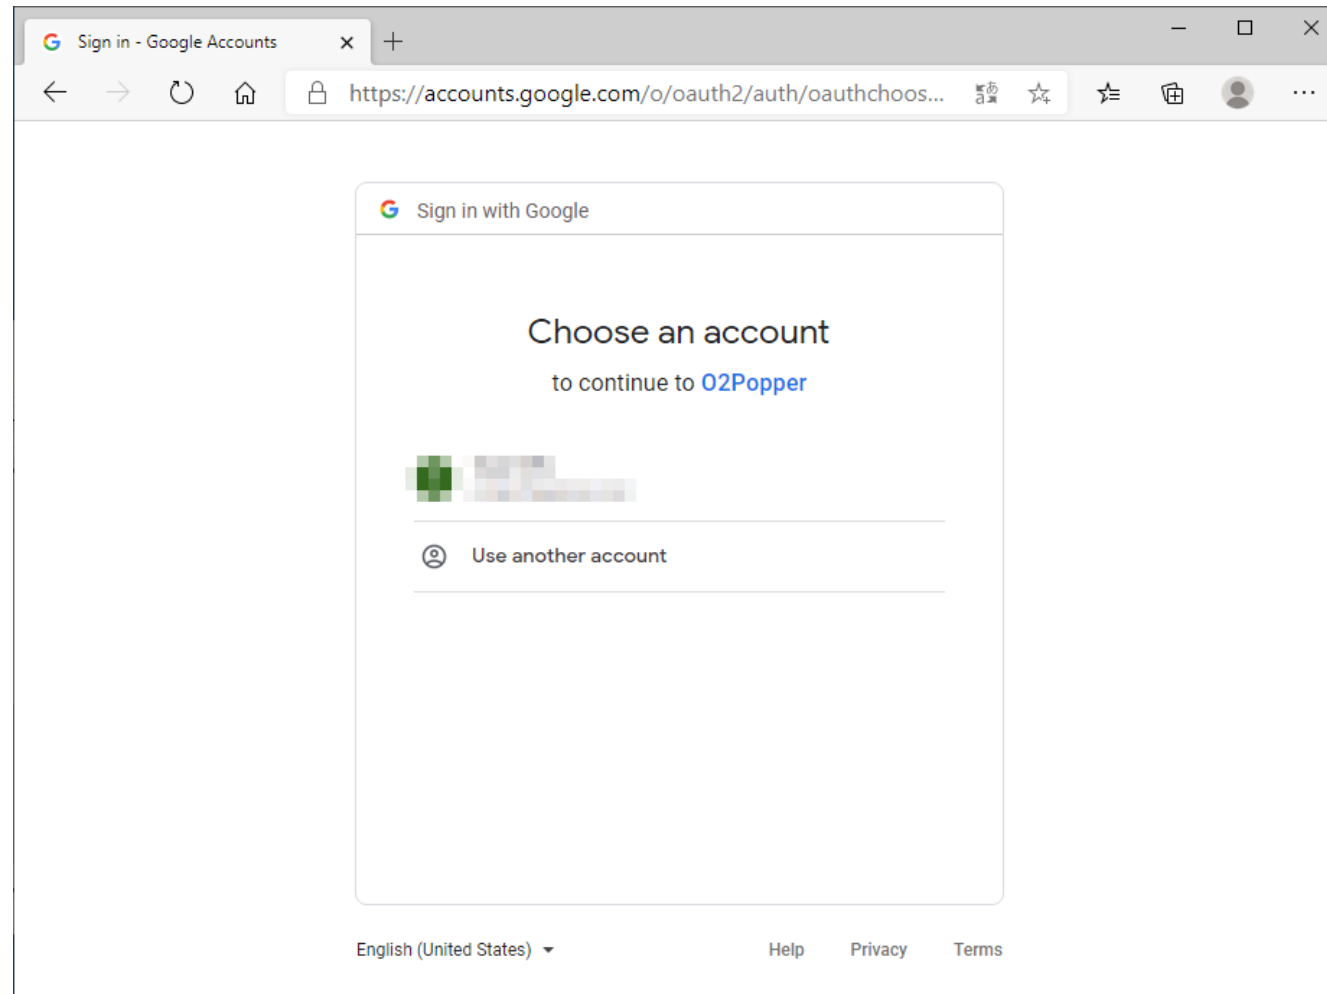 Sign in - Google Accounts
https://accounts.google.com/o/oauth2/auth/oauthchoos...
Sign in with Google
Choose an account
to continue to O2Popper
Use another account
English (United States)
Help Privacy Terms